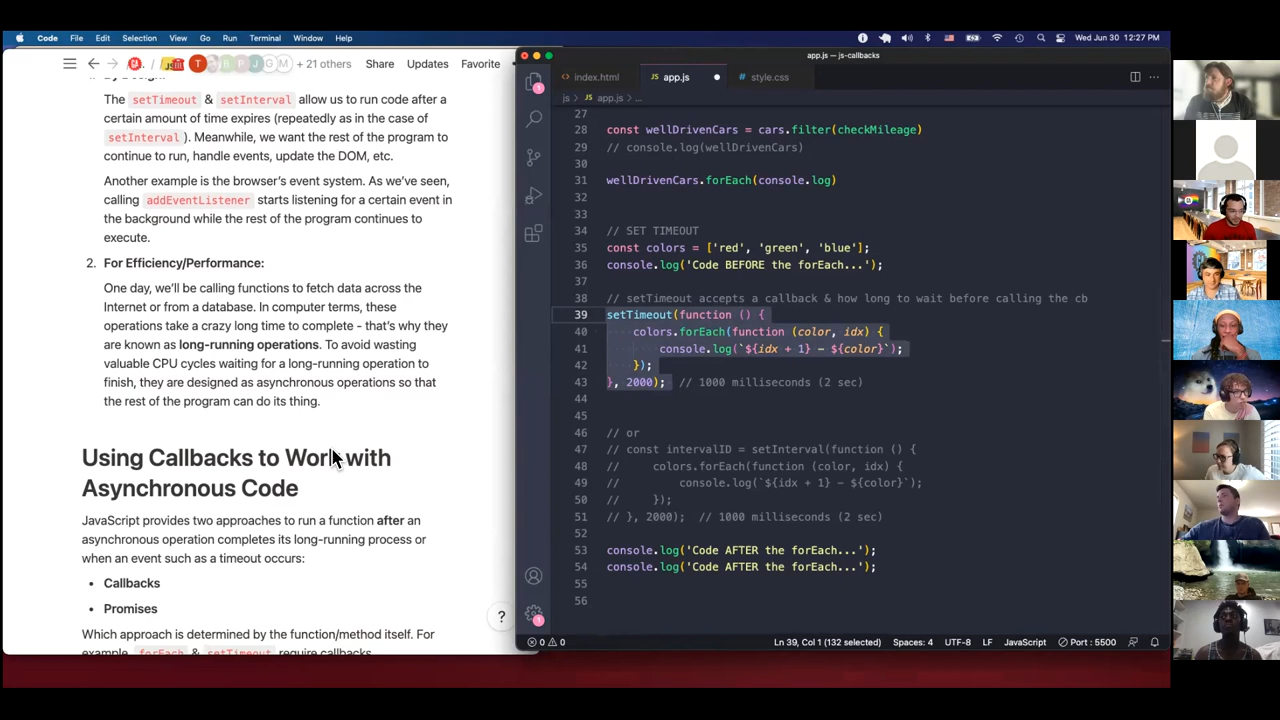 Code File Edit Selection View Go Run Terminal Window Help
Wed Jun 30 12:27 PM
T
R P J G M
+ 21 others Share Updates Favorite
The setTimeout & setInterval allow us to run code after a
certain amount of time expires (repeatedly as in the case of
setInterval ). Meanwhile, we want the rest of the program to
continue to run, handle events, update the DOM, etc.
Another example is the browser's event system. As we've seen,
calling addEventListener starts listening for a certain event in
the background while the rest of the program continues to
execute.
2. For Efficiency/Performance:
One day, we'll be calling functions to fetch data across the
Internet or from a database. In computer terms, these
operations take a crazy long time to complete - that's why they
are known as long-running operations. To avoid wasting
valuable CPU cycles waiting for a long-running operation to
finish, they are designed as asynchronous operations so that
the rest of the program can do its thing.
Using Callbacks to Work with
Asynchronous Code
JavaScript provides two approaches to run a function after an
asynchronous operation completes its long-running process or
when an event such as a timeout occurs:
• Callbacks
• Promises
Which approach is determined by the function/method itself. For
example, forEach & setTimeout require callbacks
?
app.js — js-callbacks
index.html app.js style.css
js > app.js > ...
27
28 const wellDrivenCars = cars.filter(checkMileage)
29 // console.log(wellDrivenCars)
30
31 wellDrivenCars.forEach(console.log)
32
33
34 // SET TIMEOUT
35 const colors = ['red', 'green', 'blue'];
36 console.log('Code BEFORE the forEach...');
37
38 // setTimeout accepts a callback & how long to wait before calling the cb
39 setTimeout(function () {
40 colors.forEach(function (color, idx) {
41 console.log(`${idx + 1} - ${color}`);
42 });
43 }, 2000); // 1000 milliseconds (2 sec)
44
45
46 // or
47 // const intervalID = setInterval(function () {
48 // colors.forEach(function (color, idx) {
49 // console.log(`${idx + 1} - ${color}`);
50 // });
51 // }, 2000); // 1000 milliseconds (2 sec)
52
53 console.log('Code AFTER the forEach...');
54 console.log('Code AFTER the forEach...');
55
56
0 0 Ln 39, Col 1 (132 selected) Spaces: 4 UTF-8 LF JavaScript Port : 5500